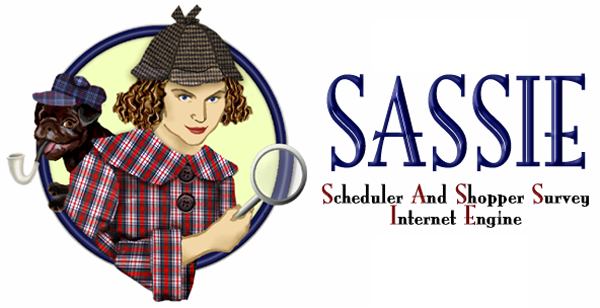 SASSIE
Scheduler And Shopper Survey
Internet Engine